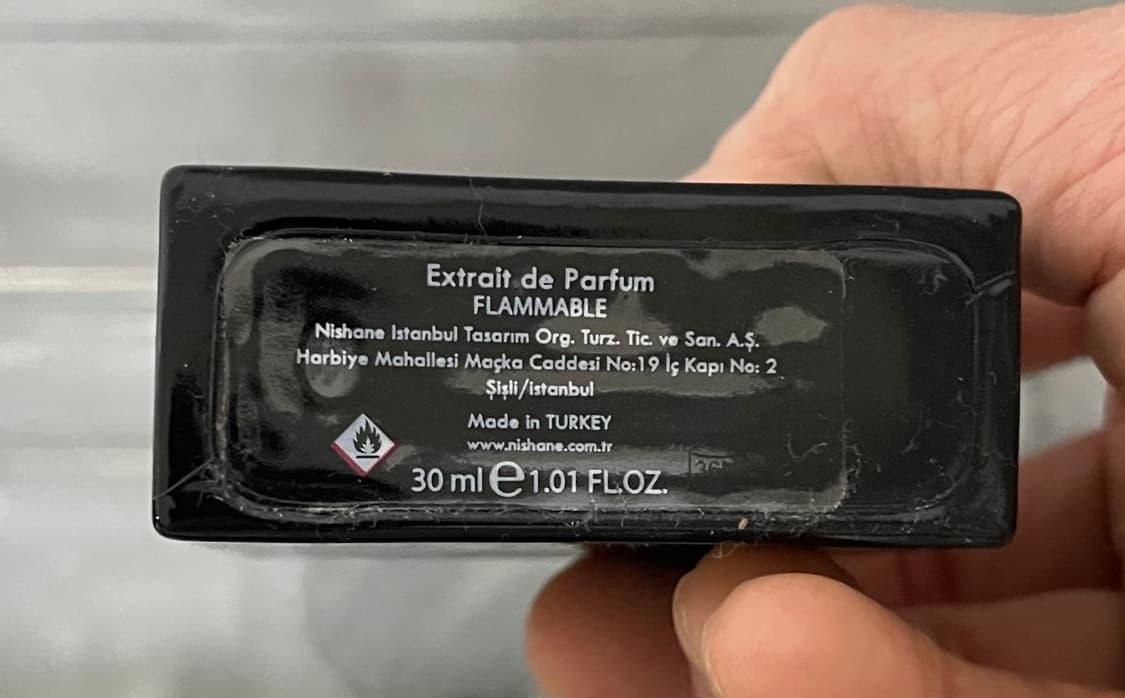 Extrait de Parfum
FLAMMABLE
Nishane Istanbul Tasarım Org. Turz. Tic. ve San. A.Ş.
Harbiye Mahallesi Maçka Caddesi No:19 İç Kapı No: 2
Şişli/istanbul
Made in TURKEY
www.nishane.com.tr
30 ml e 1.01 FL.OZ.